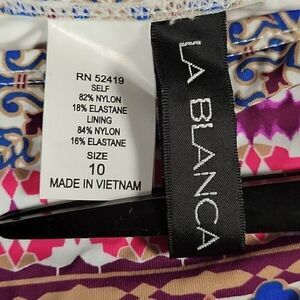 RN 52419
SELF
82% NYLON
18% ELASTANE
LINING
84% NYLON
16% ELASTANE
SIZE
10
MADE IN VIETNAM
LA BLANCA